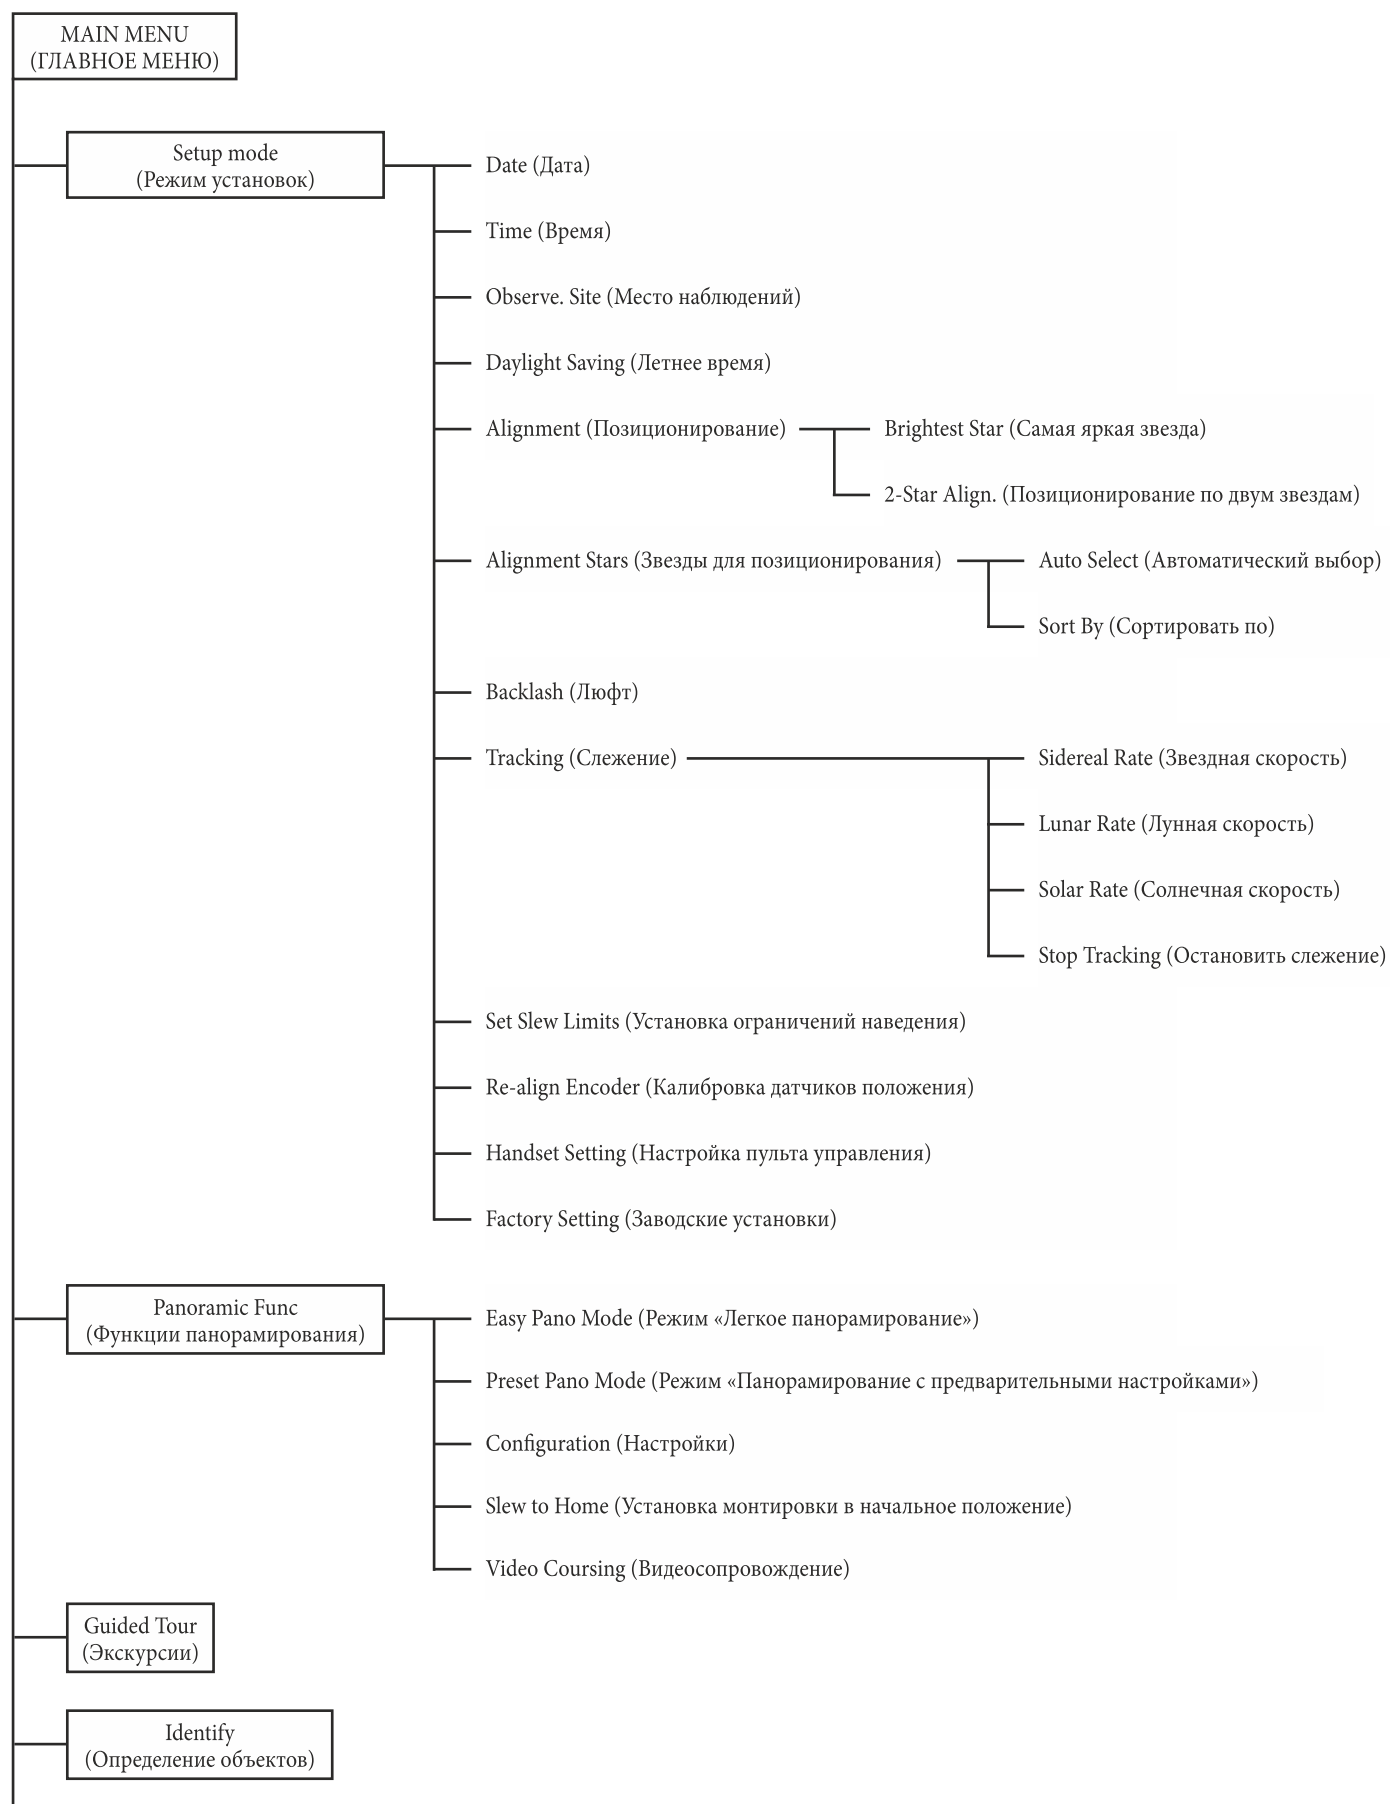 MAIN MENU
(ГЛАВНОЕ МЕНЮ)
Setup mode
(Режим установок)
Date (Дата)
Time (Время)
Observe. Site (Место наблюдений)
Daylight Saving (Летнее время)
Alignment (Позиционирование)
Brightest Star (Самая яркая звезда)
2-Star Align. (Позиционирование по двум звездам)
Alignment Stars (Звезды для позиционирования)
Auto Select (Автоматический выбор)
Sort By (Сортировать по)
Backlash (Люфт)
Tracking (Слежение)
Sidereal Rate (Звездная скорость)
Lunar Rate (Лунная скорость)
Solar Rate (Солнечная скорость)
Stop Tracking (Остановить слежение)
Set Slew Limits (Установка ограничений наведения)
Re-align Encoder (Калибровка датчиков положения)
Handset Setting (Настройка пульта управления)
Factory Setting (Заводские установки)
Panoramic Func
(Функции панорамирования)
Easy Pano Mode (Режим «Легкое панорамирование»)
Preset Pano Mode (Режим «Панорамирование с предварительными настройками»)
Configuration (Настройки)
Slew to Home (Установка монтировки в начальное положение)
Video Coursing (Видеосопровождение)
Guided Tour
(Экскурсии)
Identify
(Определение объектов)